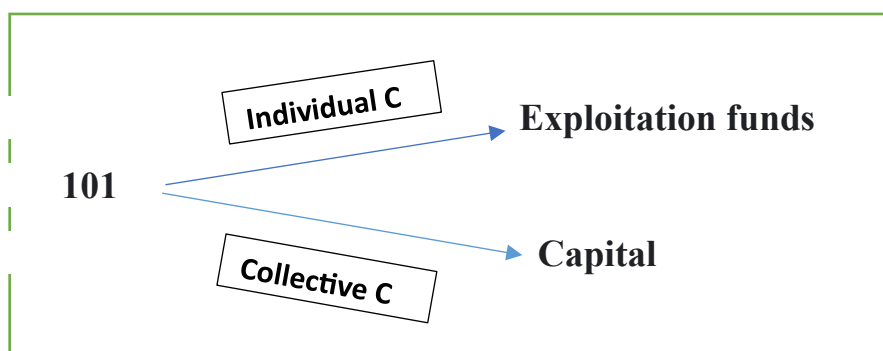 Individual C
Exploitation funds
101
Capital
Collective C